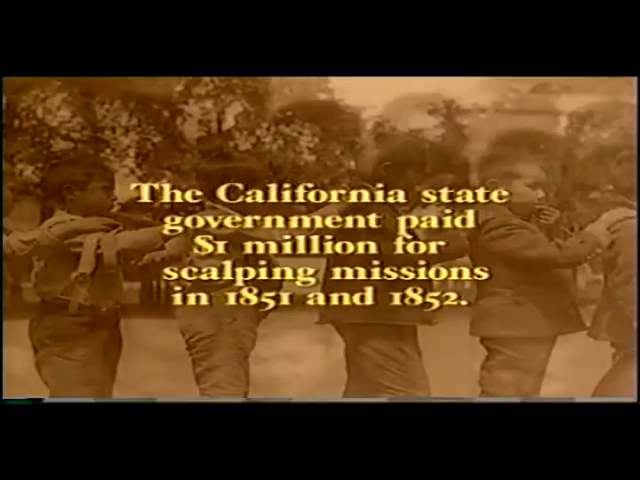 The California state
government paid
$1 million for
scalping missions
in 1851 and 1852.